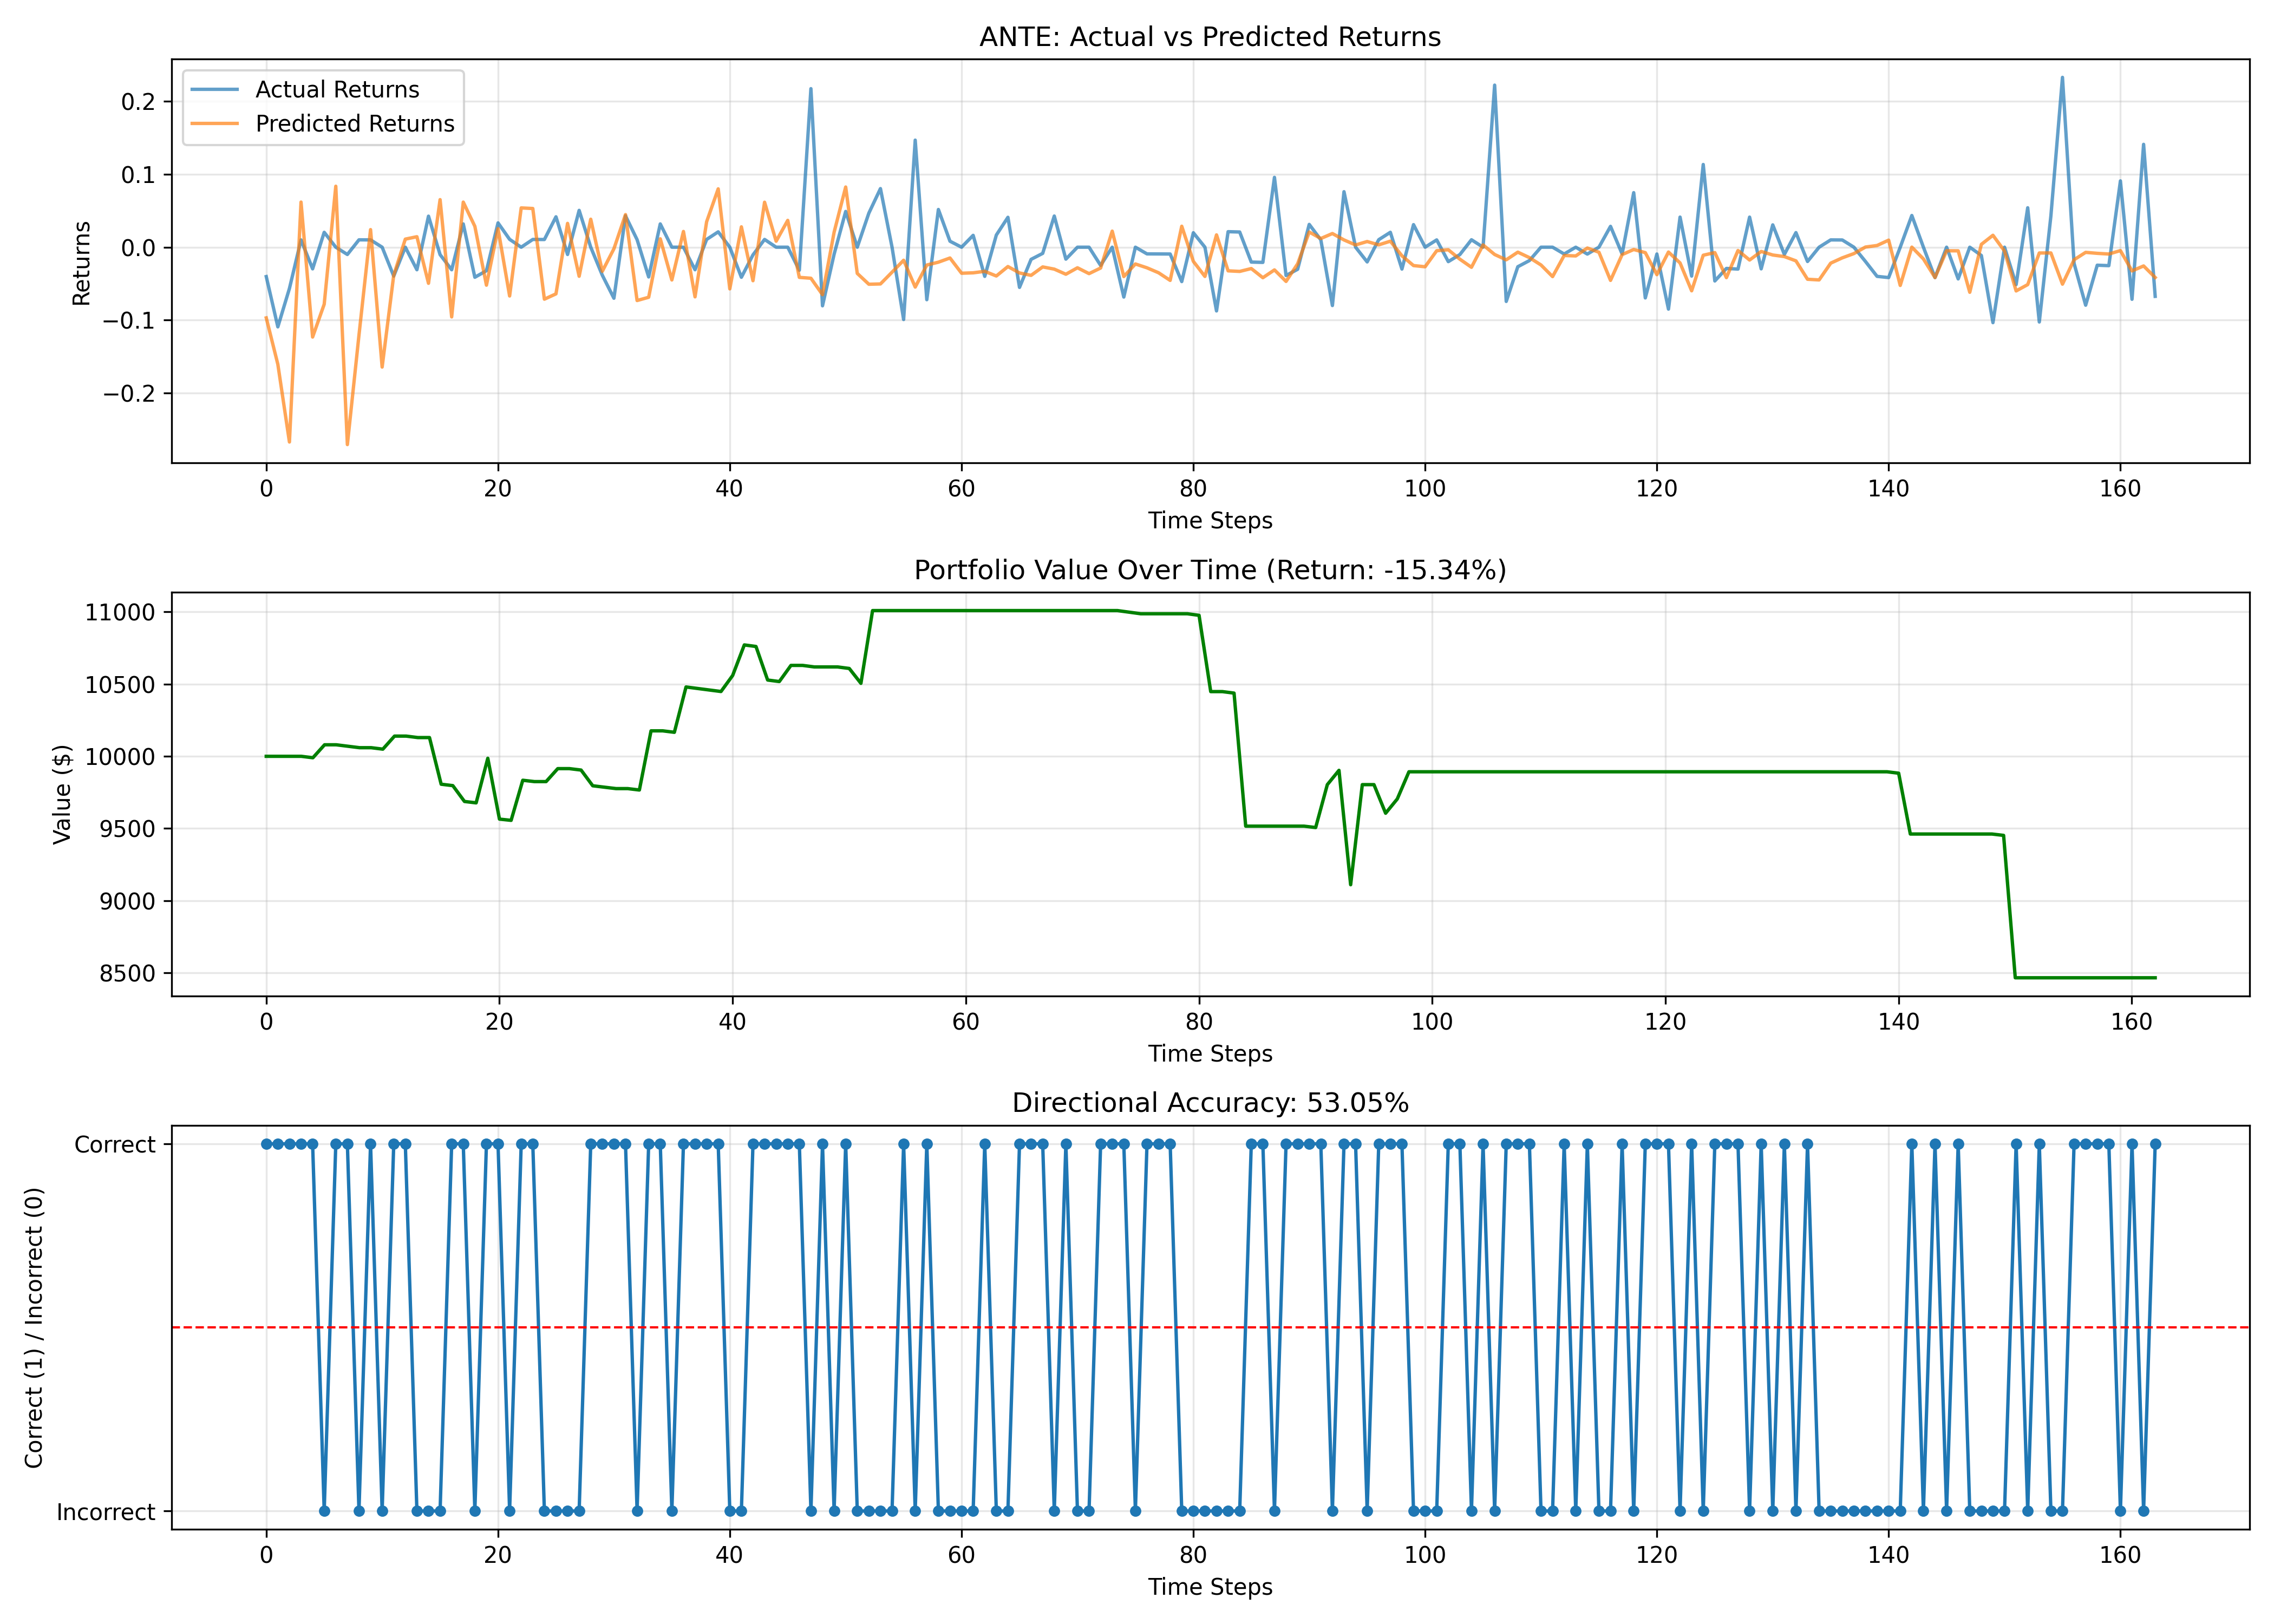 ANTE: Actual vs Predicted Returns
Actual Returns
Predicted Returns
Returns
0.2
0.1
0.0
−0.1
−0.2
0 20 40 60 80 100 120 140 160
Time Steps
Portfolio Value Over Time (Return: -15.34%)
Value ($)
11000
10500
10000
9500
9000
8500
0 20 40 60 80 100 120 140 160
Time Steps
Directional Accuracy: 53.05%
Correct (1) / Incorrect (0)
Correct
Incorrect
0 20 40 60 80 100 120 140 160
Time Steps